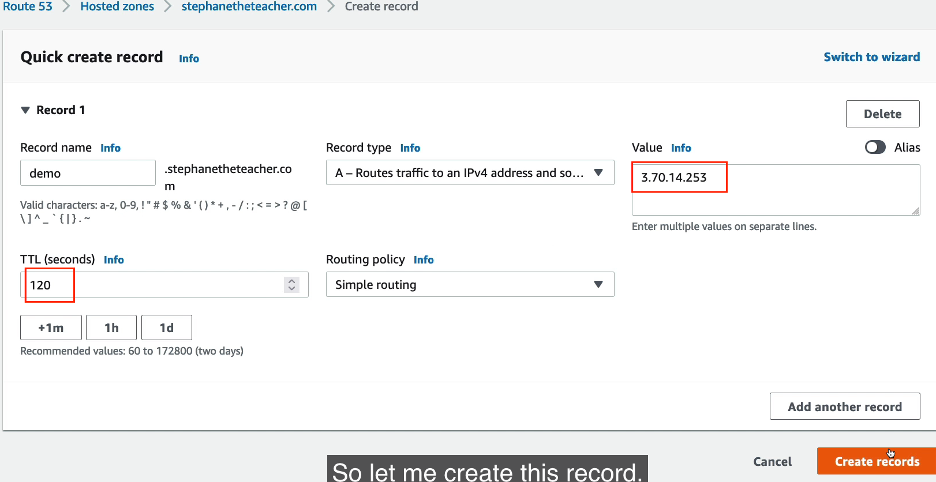 Route 53 > Hosted zones > stephanetheteacher.com > Create record
Quick create record Info
Switch to wizard
Record 1
Delete
Record name Info
demo
.stephanetheteacher.co
m
Valid characters: a-z, 0-9, ! " # $ % & ' ( ) * + , - / : ; < = > ? @ [
\ ] ^ _ ` { | } . ~
Record type Info
A – Routes traffic to an IPv4 address and so...
Value Info
Alias
3.70.14.253
Enter multiple values on separate lines.
TTL (seconds) Info
120
+1m 1h 1d
Recommended values: 60 to 172800 (two days)
Routing policy Info
Simple routing
Add another record
Cancel
Create records
So let me create this record.